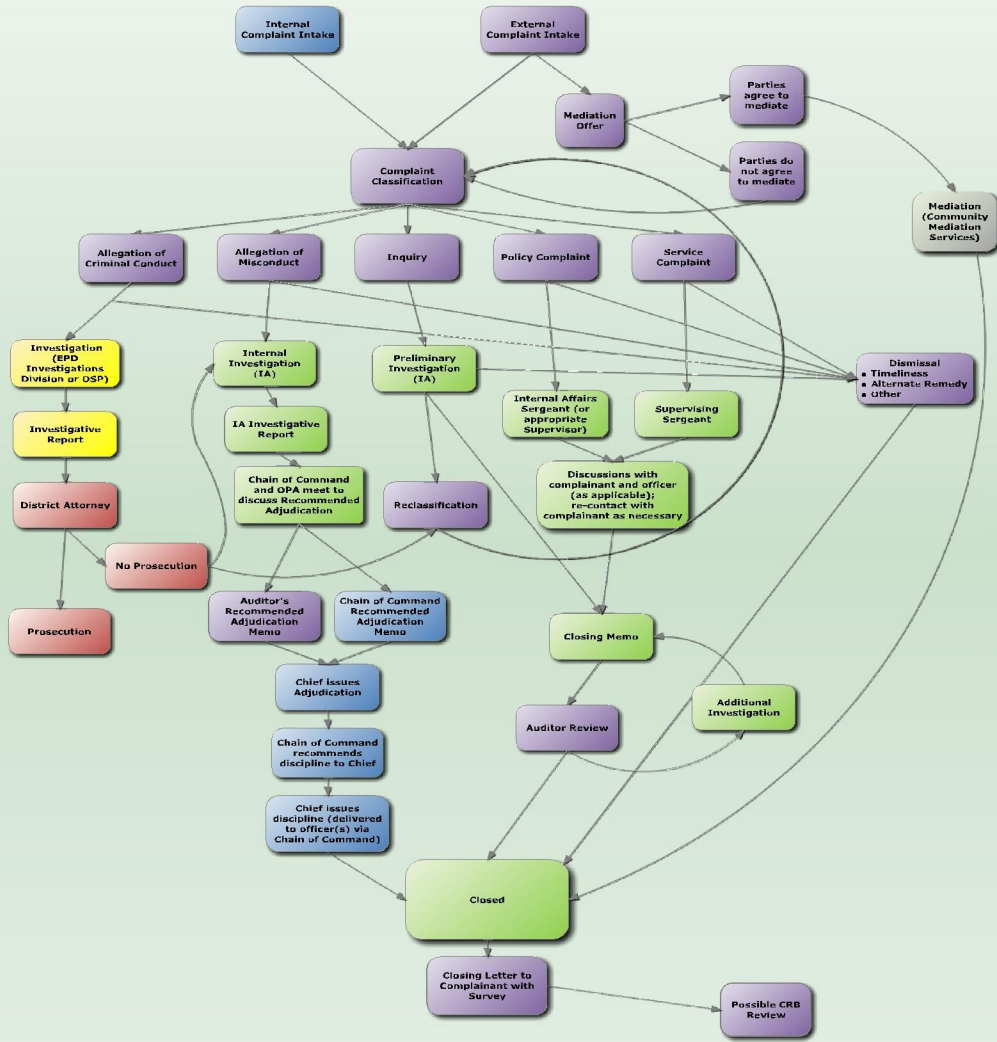 Internal
Complaint Intake
External
Complaint Intake
Mediation
Offer
Parties
agree to
mediate
Parties do
not agree
to mediate
Complaint
Classification
Mediation
(Community
Mediation
Services)
Allegation of
Criminal Conduct
Allegation of
Misconduct
Inquiry
Policy Complaint
Service
Complaint
Investigation
(EPD
Investigations
Division or OSP)
Internal
Investigation
(IA)
Preliminary
Investigation (IA)
Dismissal
• Timeliness
• Alternate Remedy
• Other
Internal Affairs
Sergeant (or
appropriate
Supervisor)
Supervising
Sergeant
Investigative
Report
IA Investigative
Report
Chain of Command
and OPA meet to
discuss Recommended
Adjudication
Reclassification
Discussions with
complainant and officer
(as applicable);
re-contact with
complainant as necessary
District Attorney
No Prosecution
Prosecution
Auditor's
Recommended
Adjudication
Memo
Chain of Command
Recommended
Adjudication
Memo
Closing Memo
Chief issues
Adjudication
Additional
Investigation
Auditor Review
Chain of Command
recommends
discipline to Chief
Chief issues
discipline (delivered
to officer(s) via
Chain of Command)
Closed
Closing Letter to
Complainant with
Survey
Possible CRB
Review